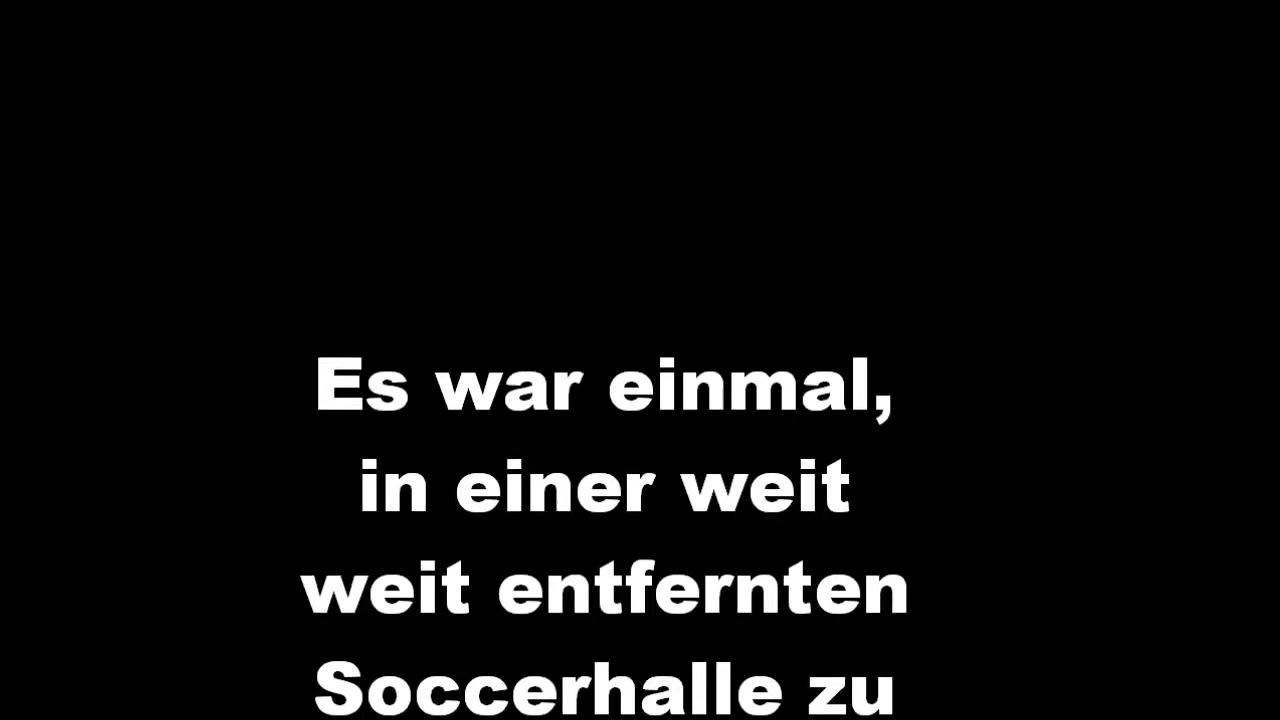 Es war einmal,
in einer weit
weit entfernten
Soccerhalle zu